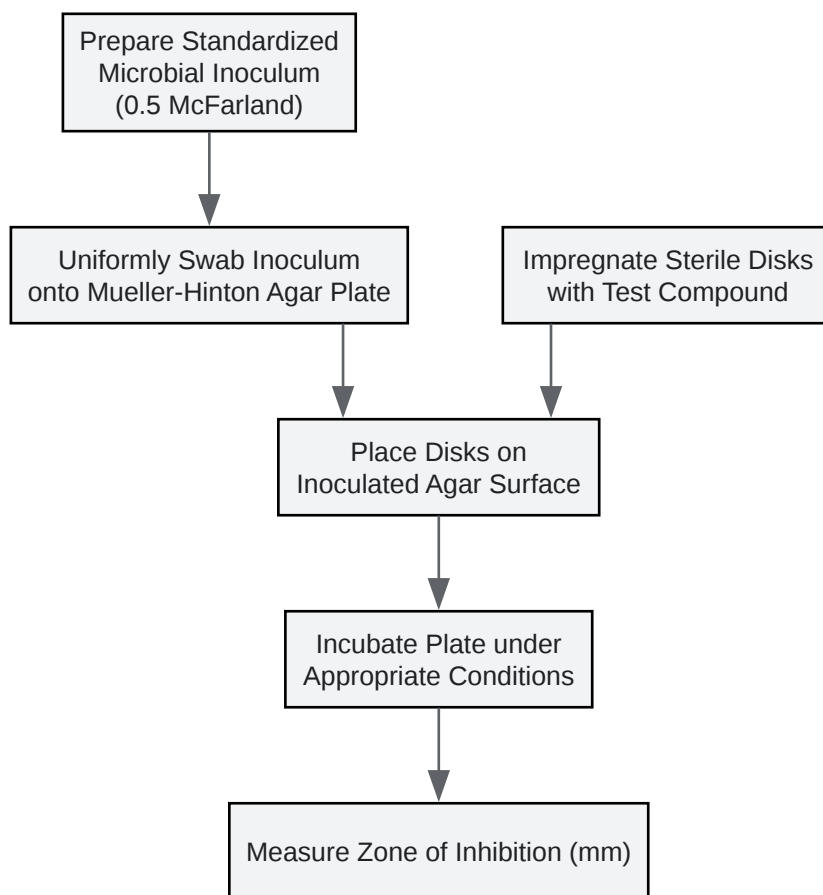 Prepare Standardized
Microbial Inoculum
(0.5 McFarland)
Uniformly Swab Inoculum
onto Mueller-Hinton Agar Plate
Impregnate Sterile Disks
with Test Compound
Place Disks on
Inoculated Agar Surface
Incubate Plate under
Appropriate Conditions
Measure Zone of Inhibition (mm)